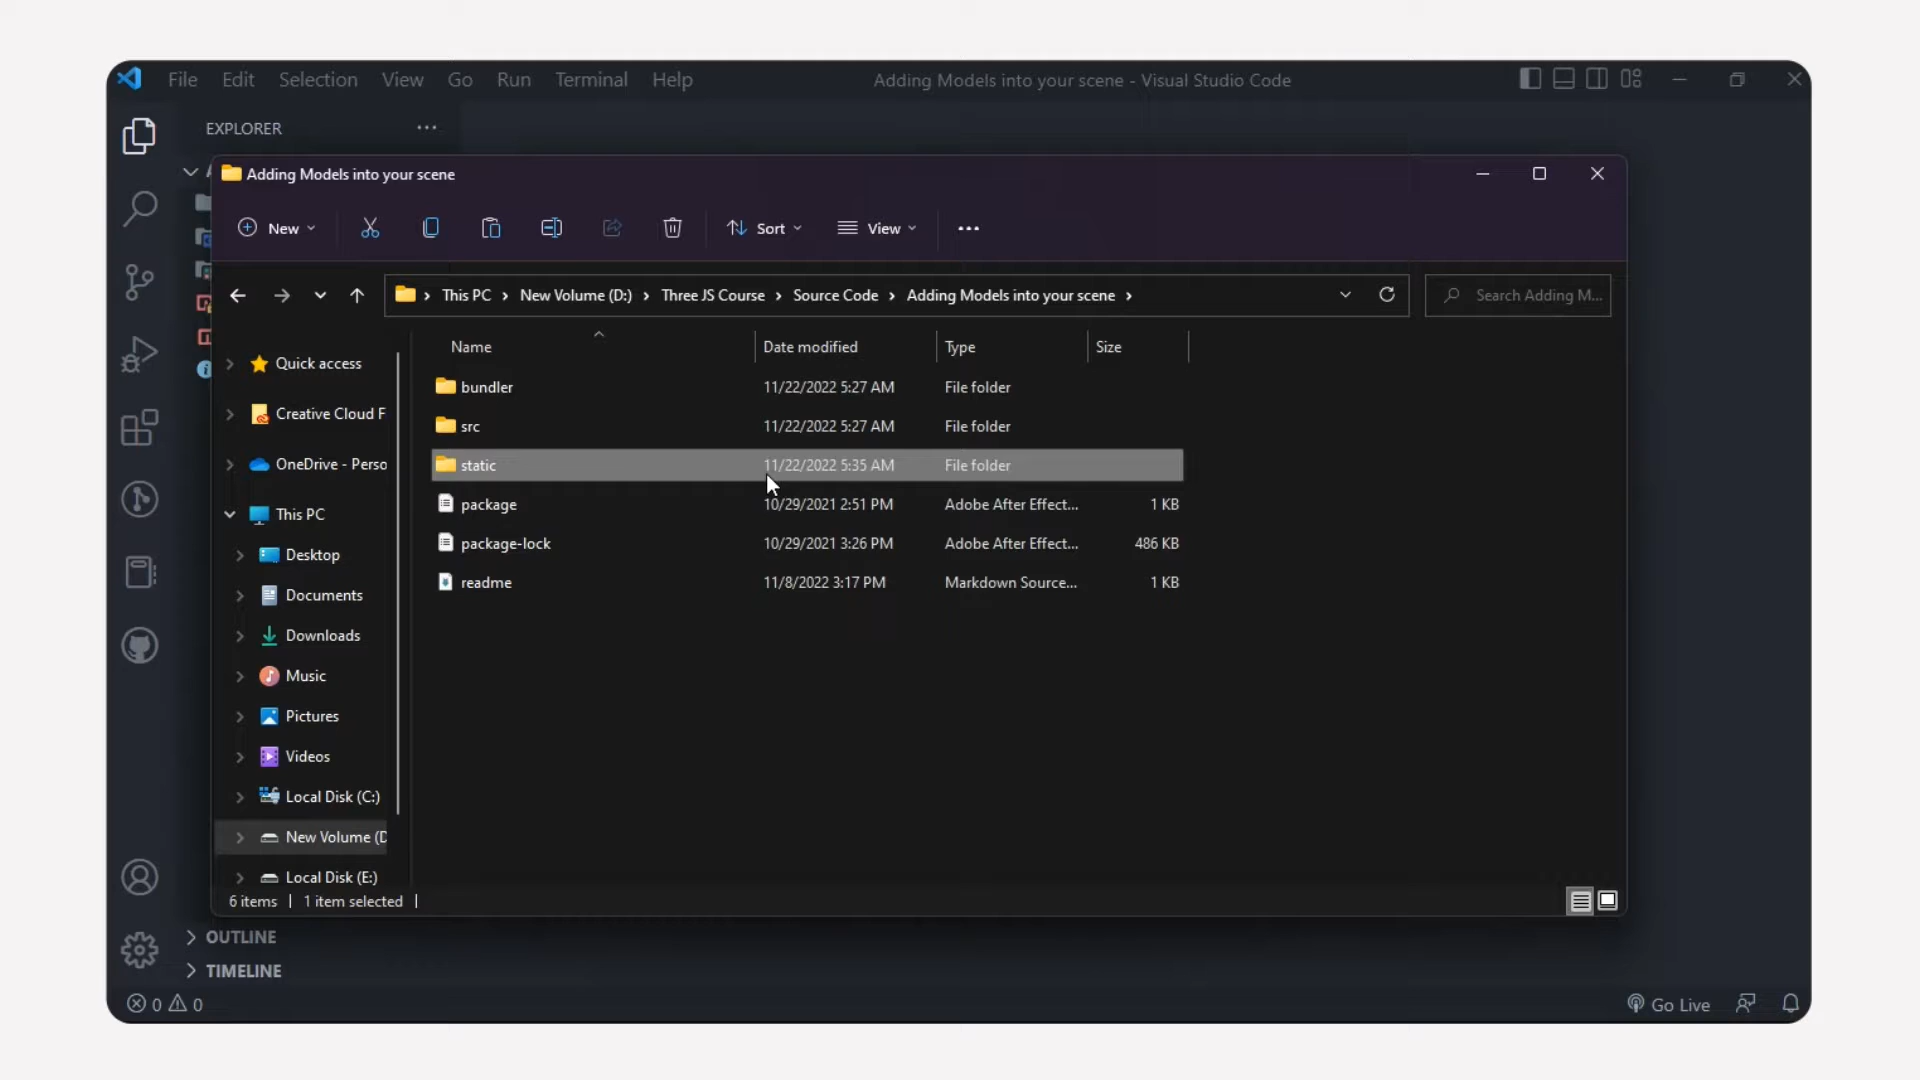 File Edit Selection View Go Run Terminal Help Adding Models into your scene - Visual Studio Code
EXPLORER
Adding Models into your scene
New Sort View
This PC New Volume (D:) Three JS Course Source Code Adding Models into your scene Search Adding M...
Name Date modified Type Size
Quick access
Creative Cloud F
OneDrive - Perso
This PC
Desktop
Documents
Downloads
Music
Pictures
Videos
Local Disk (C:)
New Volume (D
Local Disk (E:)
bundler 11/22/2022 5:27 AM File folder
src 11/22/2022 5:27 AM File folder
static 11/22/2022 5:35 AM File folder
package 10/29/2021 2:51 PM Adobe After Effect... 1 KB
package-lock 10/29/2021 3:26 PM Adobe After Effect... 486 KB
readme 11/8/2022 3:17 PM Markdown Source... 1 KB
6 items | 1 item selected |
OUTLINE
TIMELINE
0 0 Go Live